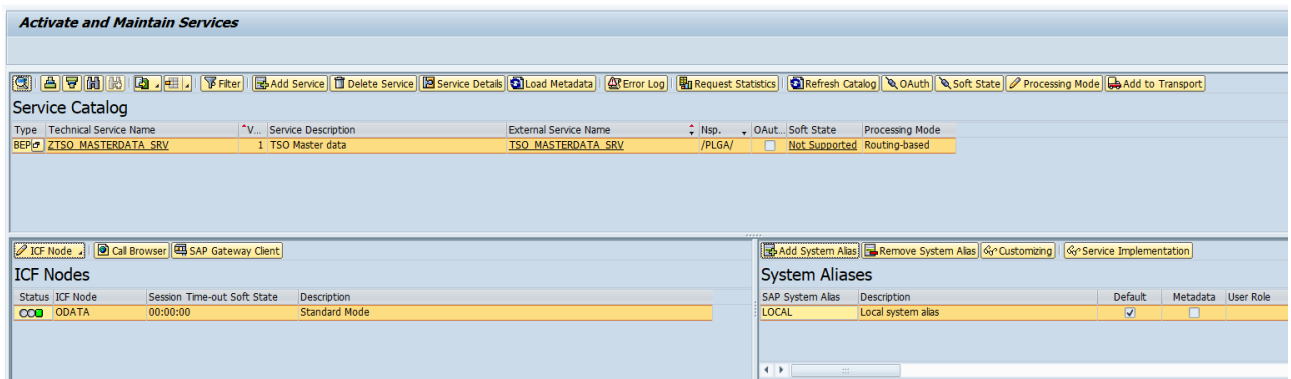 Activate and Maintain Services
Filter Add Service Delete Service Service Details Load Metadata Error Log Request Statistics Refresh Catalog OAuth Soft State Processing Mode Add to Transport
Service Catalog
Type Technical Service Name V... Service Description External Service Name Nsp. OAut... Soft State Processing Mode
BEP ZTSO_MASTERDATA_SRV 1 TSO Master data TSO_MASTERDATA_SRV /PLGA/ Not Supported Routing-based
ICF Node Call Browser SAP Gateway Client
ICF Nodes
Status ICF Node Session Time-out Soft State Description
ODATA 00:00:00 Standard Mode
Add System Alias Remove System Alias Customizing Service Implementation
System Aliases
SAP System Alias Description Default Metadata User Role
LOCAL Local system alias